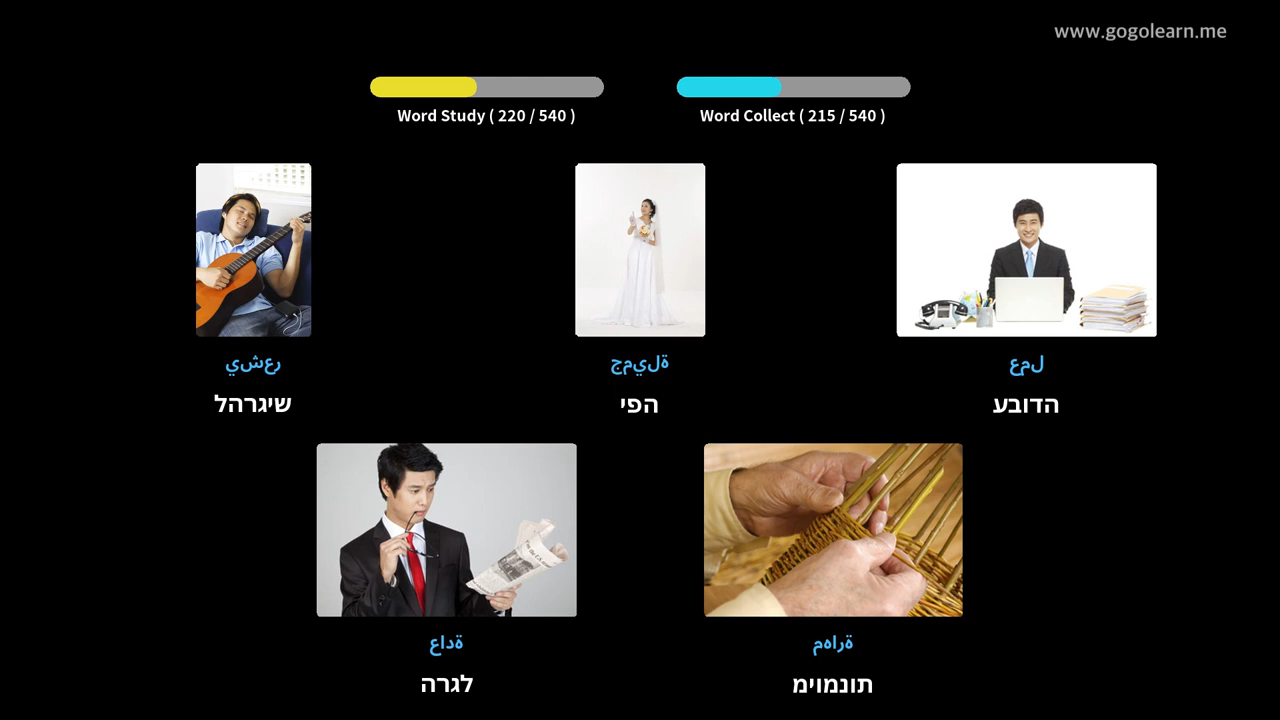 www.gogolearn.me
Word Study ( 220 / 540 )
Word Collect ( 215 / 540 )
رعشي
שיגרהל
ةليمج
הפי
لمع
הדובע
ةداع
לגרה
ةراهم
תונמוימ